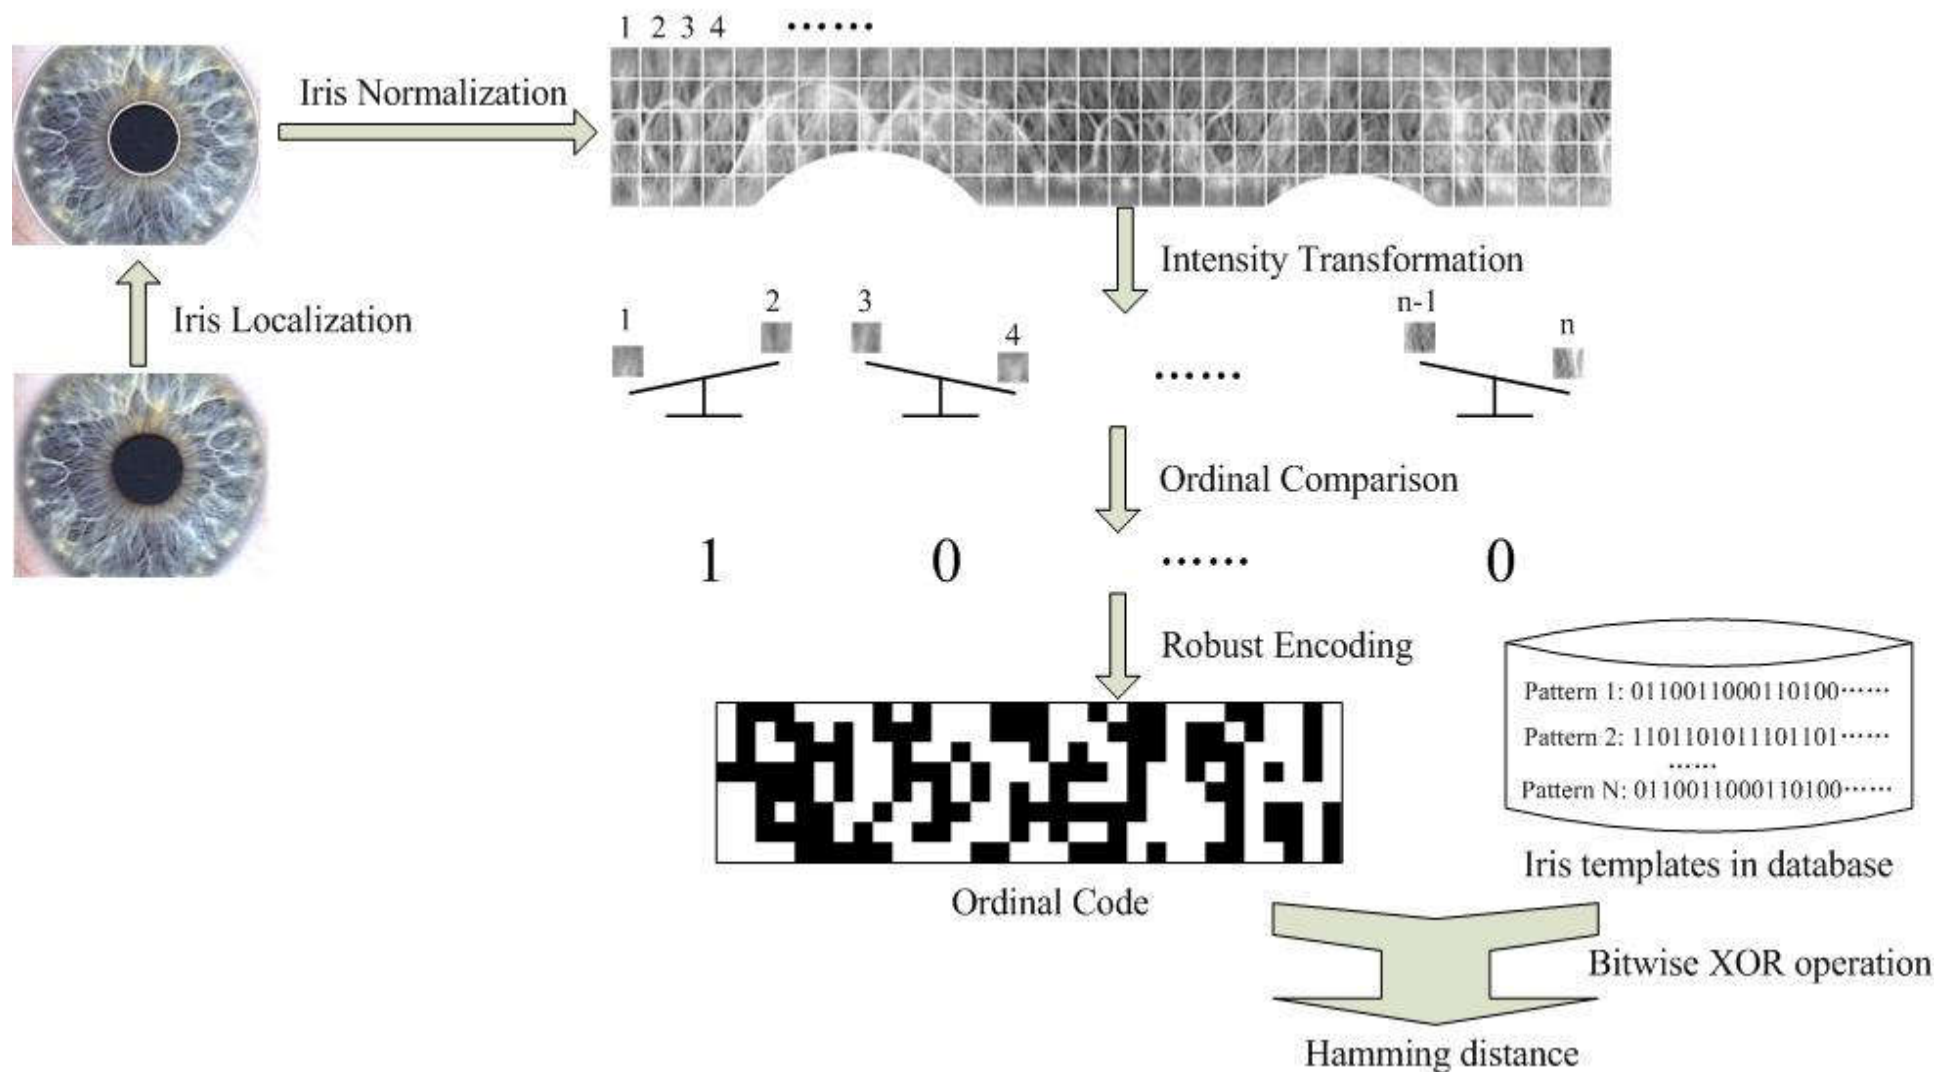 1 2 3 4 ......
Iris Normalization
Intensity Transformation
Iris Localization
1 2 3 4 ...... n-1 n
Ordinal Comparison
1 0 ...... 0
Robust Encoding
Pattern 1: 0110011000110100······
Pattern 2: 1101101011101101······
······
Pattern N: 0110011000110100······
Iris templates in database
Ordinal Code
Bitwise XOR operation
Hamming distance